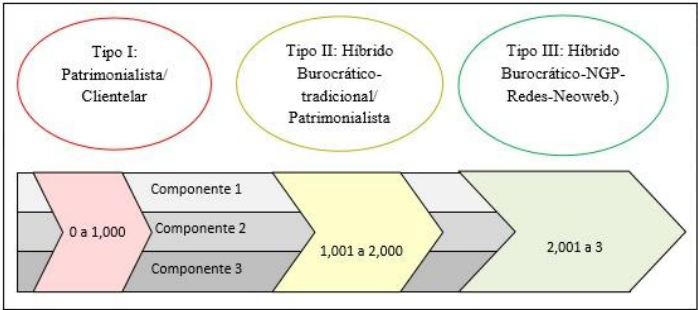 Tipo I:
Patrimonialista/
Clientelar
Tipo II: Híbrido
Burocrático-
tradicional/
Patrimonialista
Tipo III: Híbrido
Burocrático-NGP-
Redes-Neoweb.)
Componente 1
Componente 2
Componente 3
0 a 1,000
1,001 a 2,000
2,001 a 3